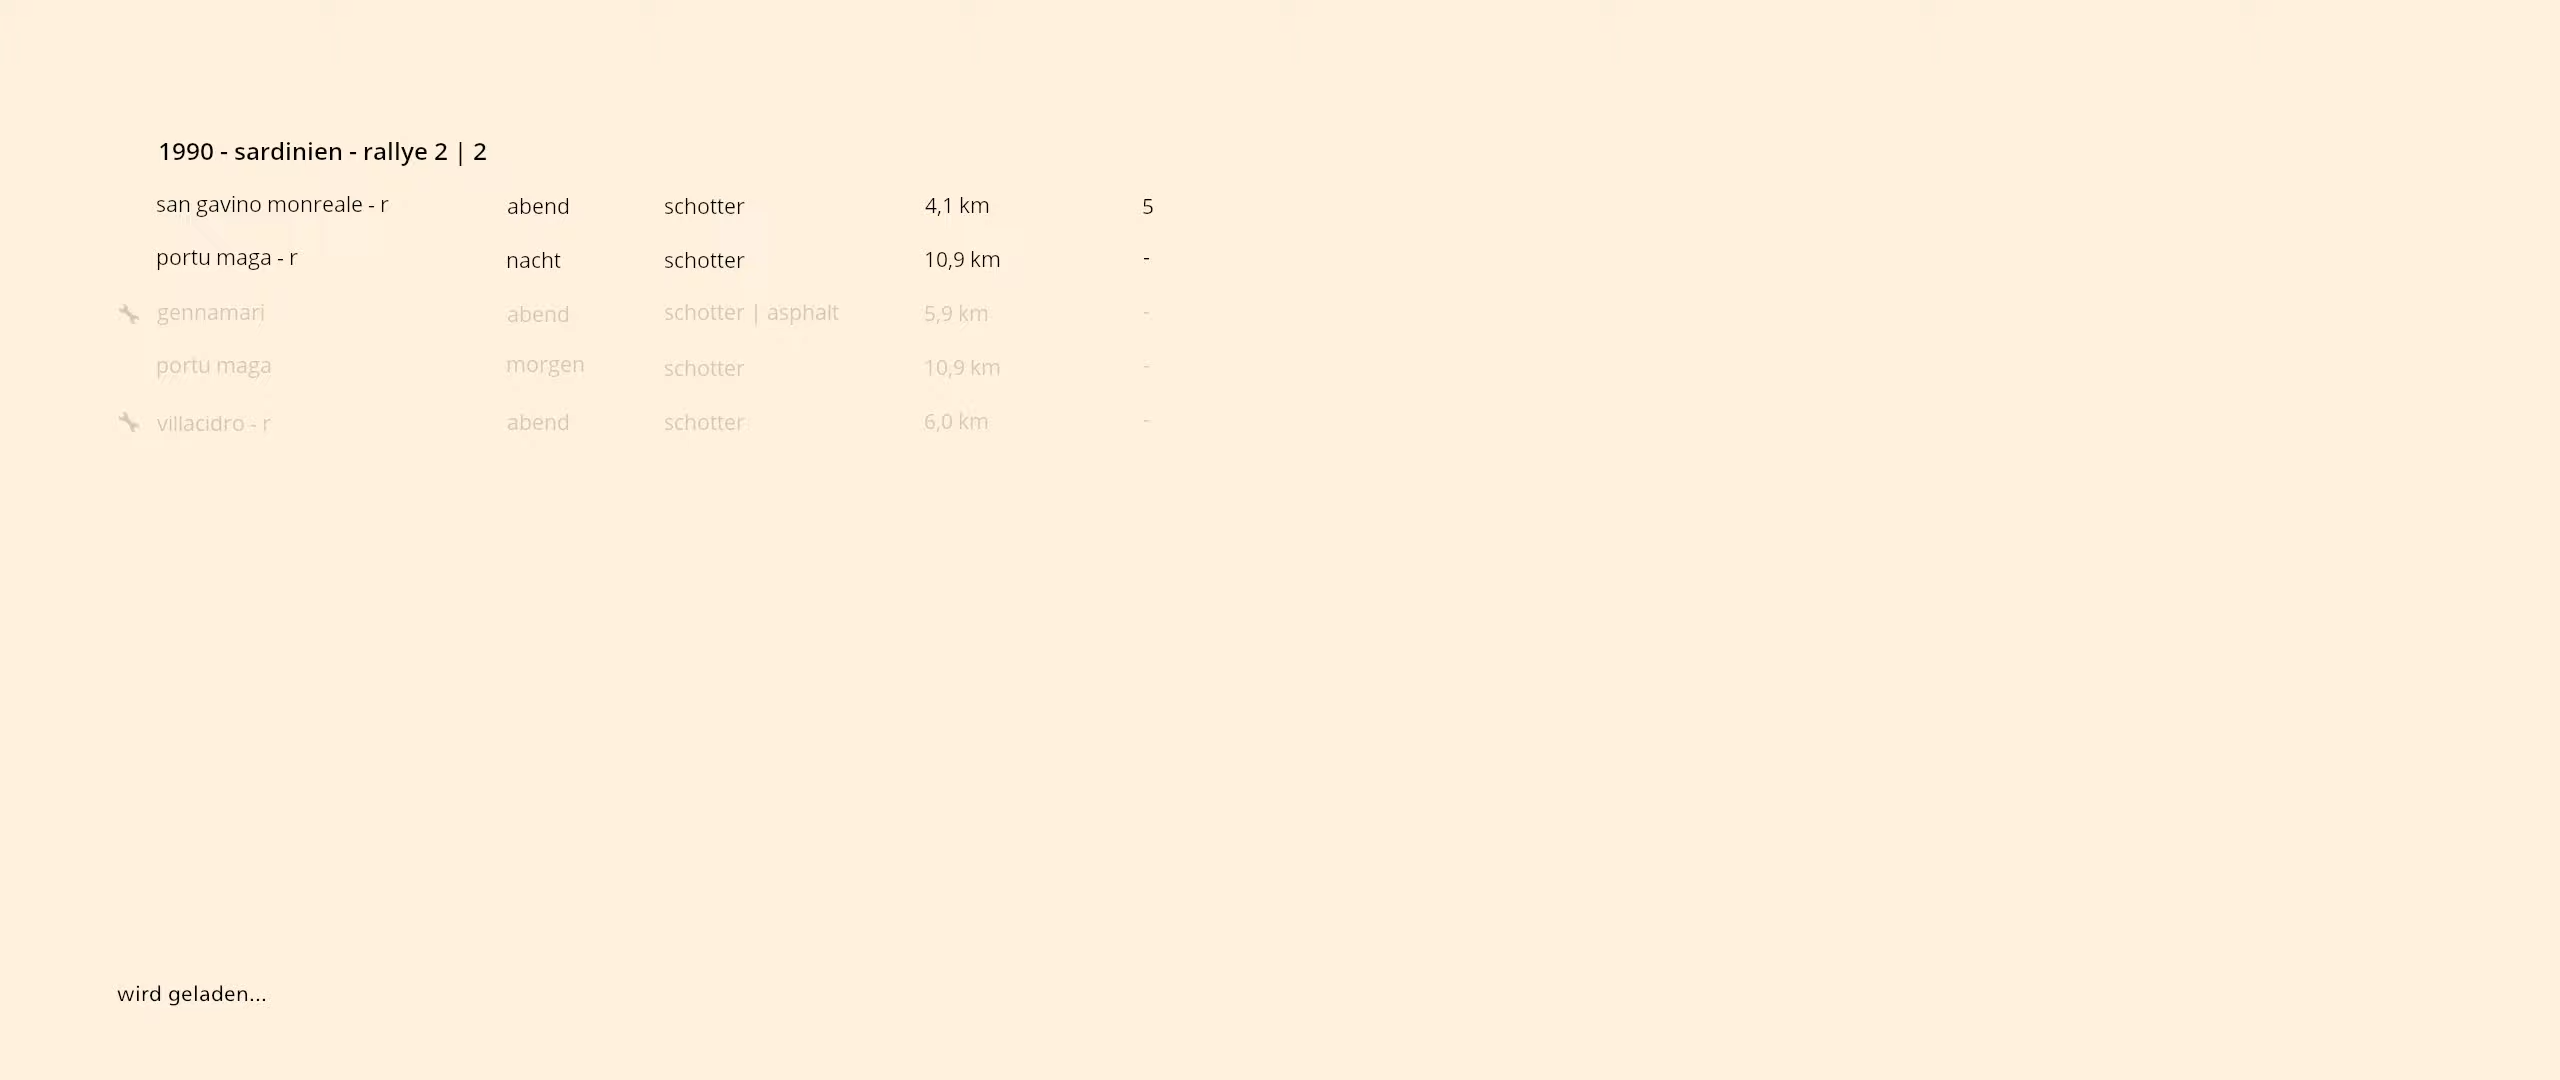 1990 - sardinien - rallye 2 | 2
san gavino monreale - r abend schotter 4,1 km 5
portu maga - r nacht schotter 10,9 km -
gennamari abend schotter | asphalt 5,9 km -
portu maga morgen schotter 10,9 km -
villacidro - r abend schotter 6,0 km -
wird geladen...